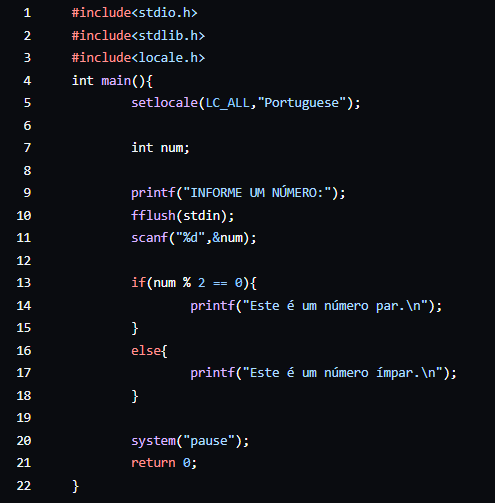 1 #include<stdio.h>
2 #include<stdlib.h>
3 #include<locale.h>
4 int main(){
5 setlocale(LC_ALL,"Portuguese");
6
7 int num;
8
9 printf("INFORME UM NÚMERO:");
10 fflush(stdin);
11 scanf("%d",&num);
12
13 if(num % 2 == 0){
14 printf("Este é um número par.\n");
15 }
16 else{
17 printf("Este é um número ímpar.\n");
18 }
19
20 system("pause");
21 return 0;
22 }